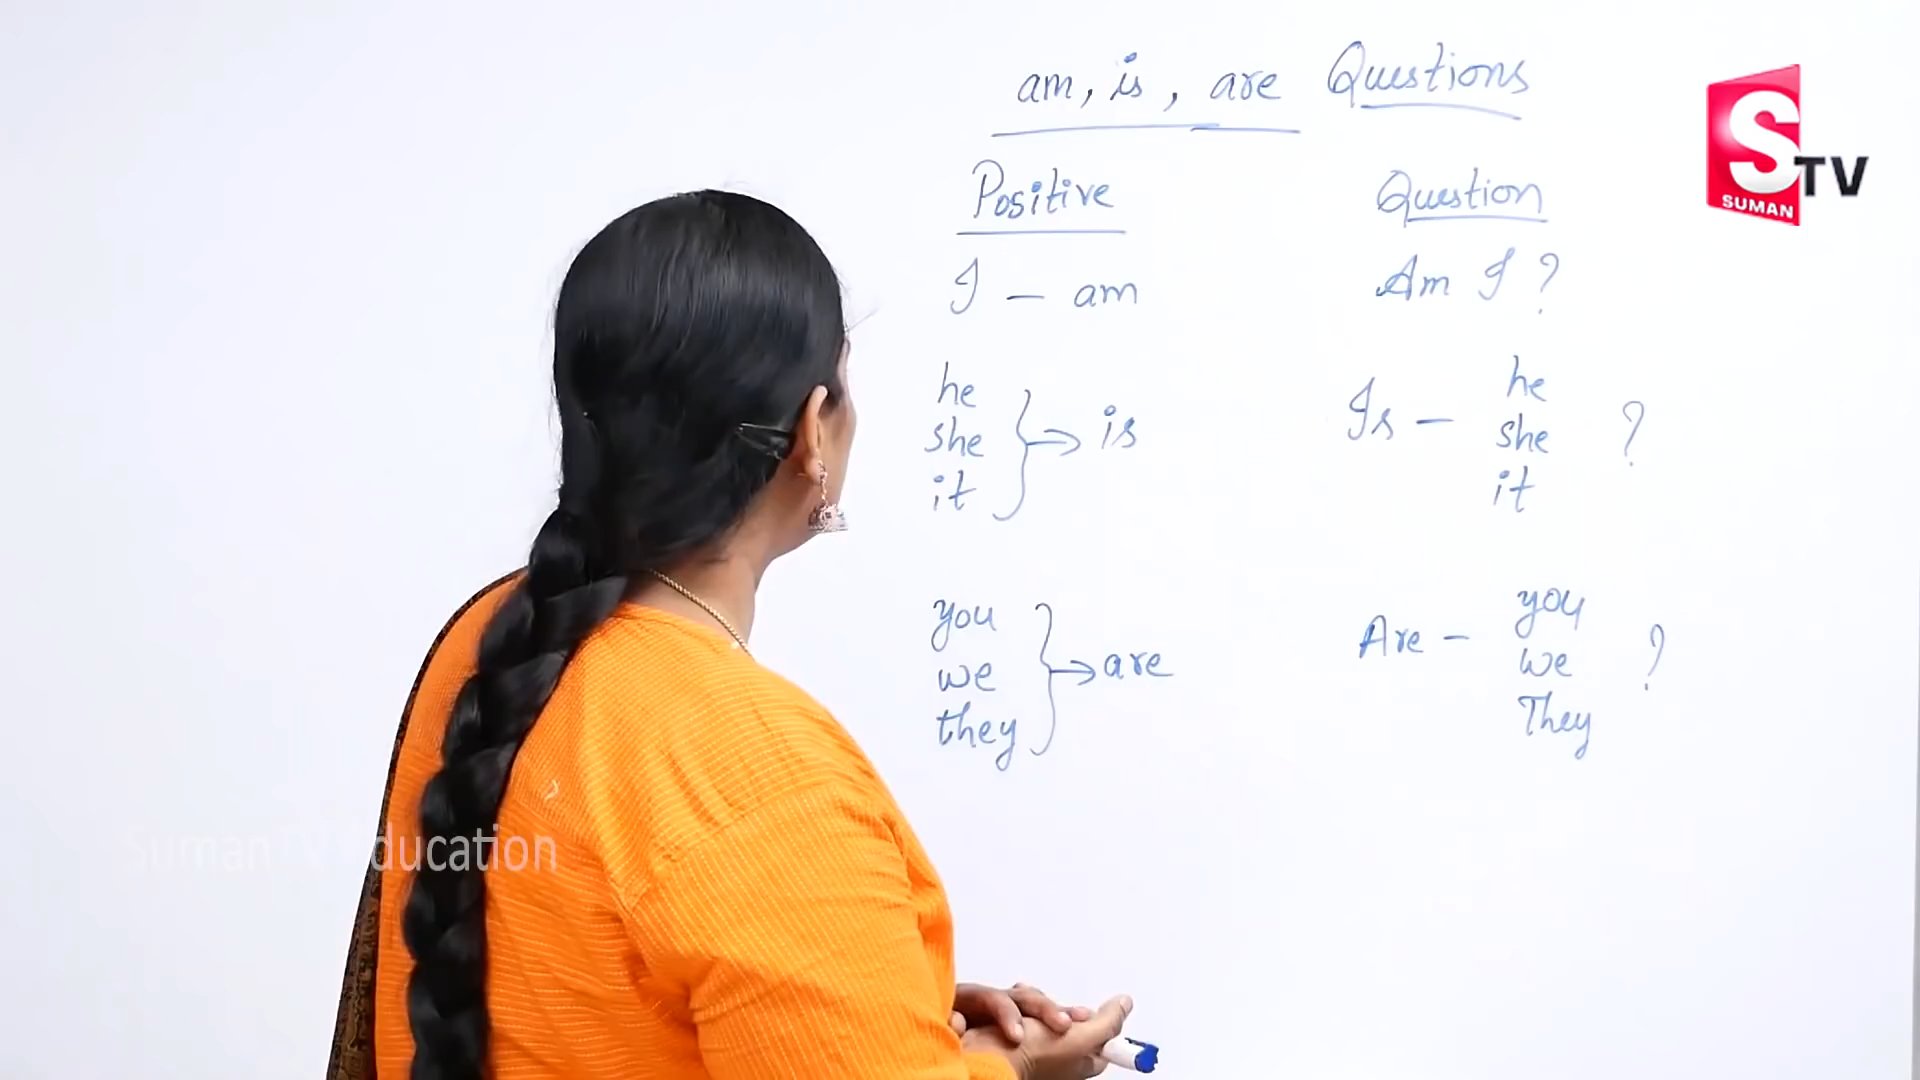 am, is, are Questions
Positive
I - am
he
she
it
→ is
you
we
they
→ are
Question
Am I ?
Is - he
she ?
it
Are - you
we ?
They
S TV
SUMAN
Suman TV Education